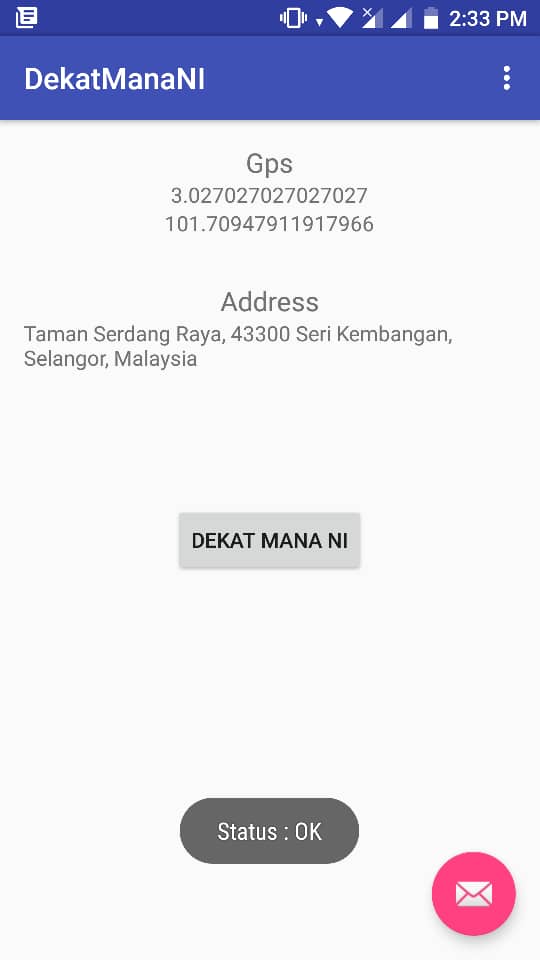 2:33 PM
DekatManaNI
Gps
3.027027027027027
101.70947911917966
Address
Taman Serdang Raya, 43300 Seri Kembangan,
Selangor, Malaysia
DEKAT MANA NI
Status : OK